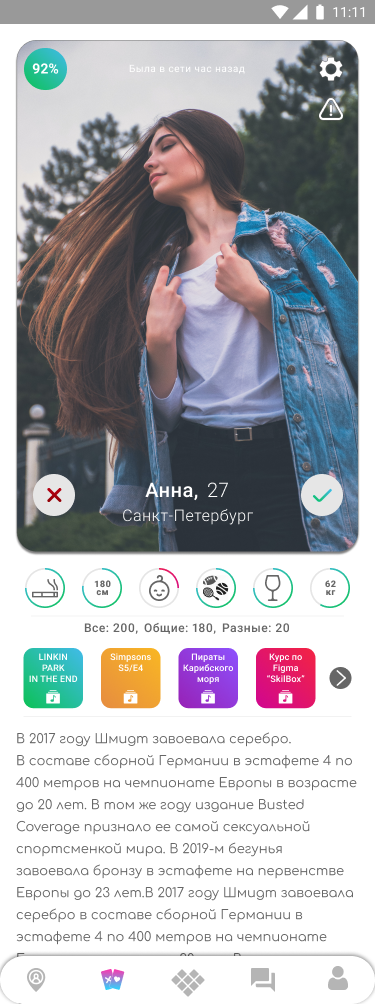 11:11
92%
Была в сети час назад
Анна, 27
Санкт-Петербург
180
см
62
кг
Все: 200, Общие: 180, Разные: 20
LINKIN
PARK
IN THE END
Simpsons
S5/E4
Пираты
Карибского
моря
Курс по
Figma
"SkilBox"
В 2017 году Шмидт завоевала серебро.
В составе сборной Германии в эстафете 4 по
400 метров на чемпионате Европы в возрасте
до 20 лет. В том же году издание Busted
Coverage признало ее самой сексуальной
спортсменкой мира. В 2019-м бегунья
завоевала бронзу в эстафете на первенстве
Европы до 23 лет.В 2017 году Шмидт завоевала
серебро в составе сборной Германии в
эстафете 4 по 400 метров на чемпионате